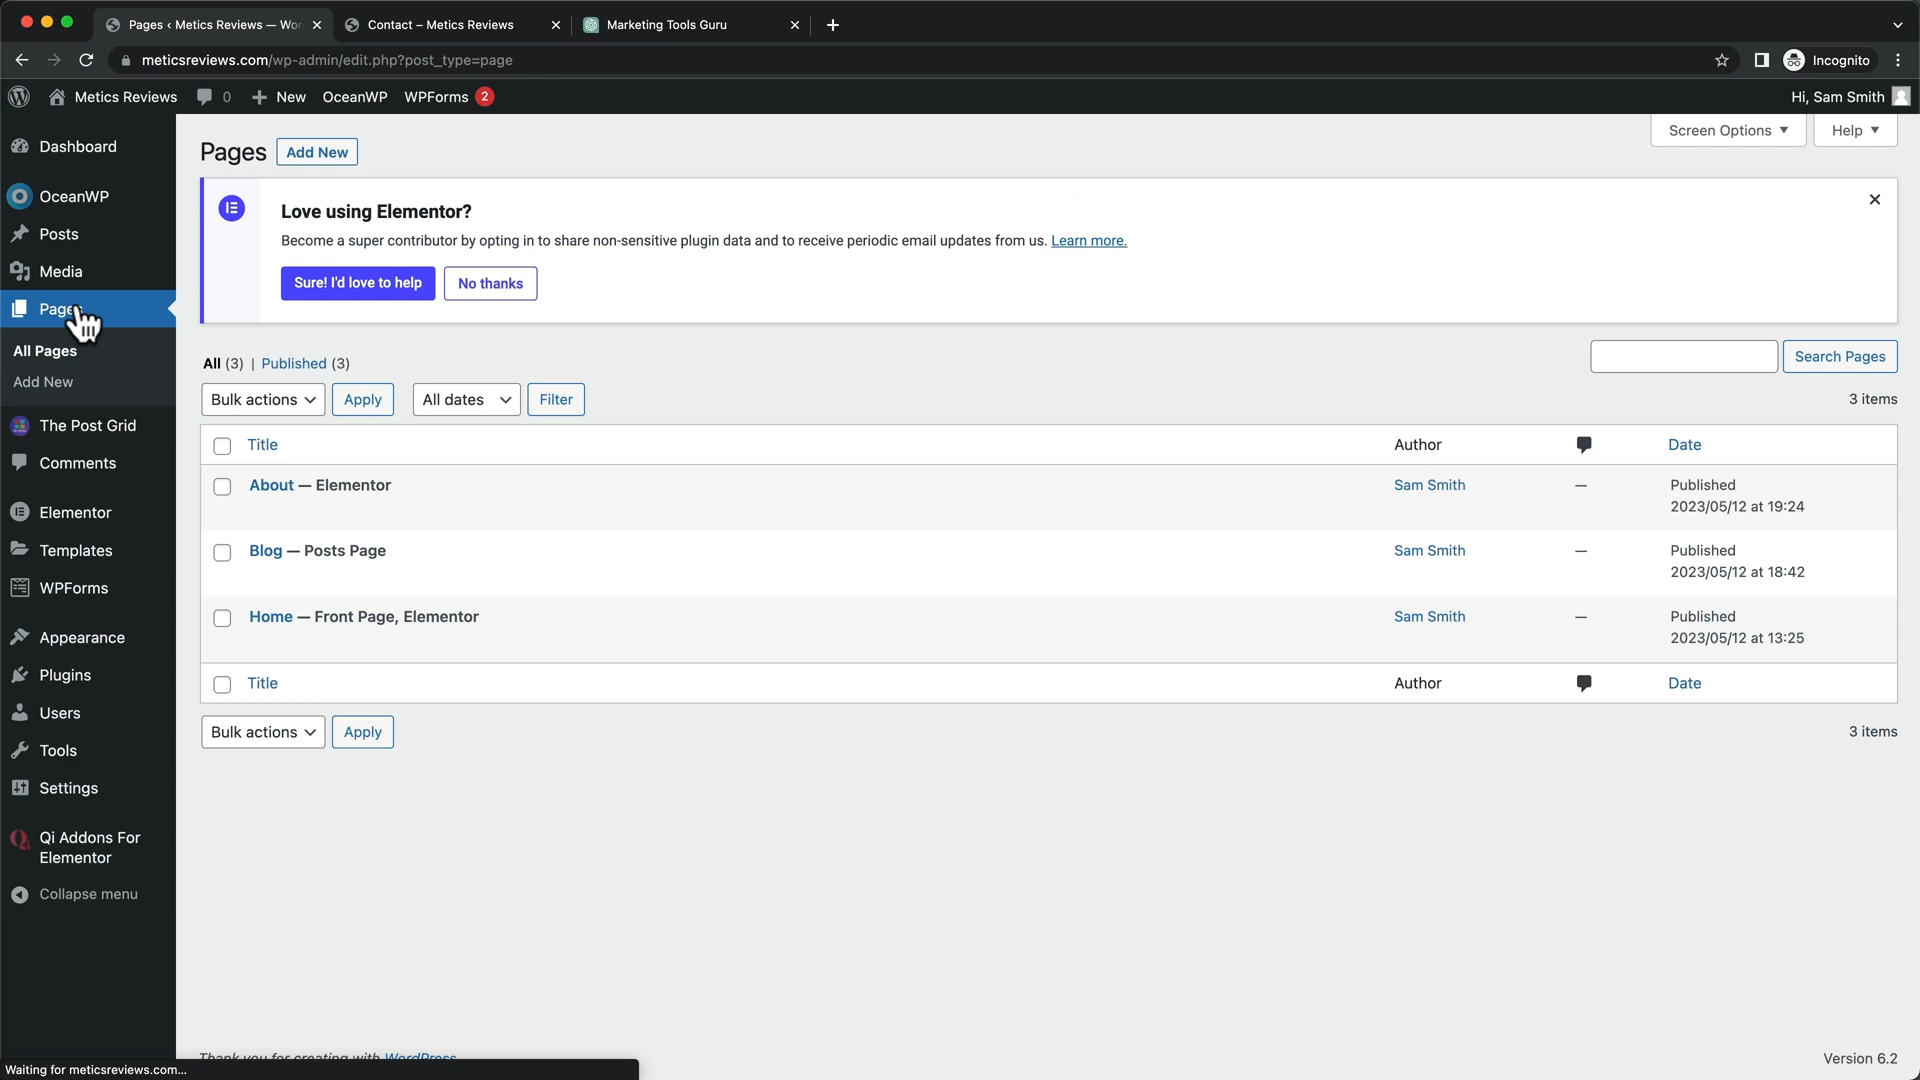 Pages ‹ Metics Reviews — Wor
Contact – Metics Reviews
Marketing Tools Guru
meticsreviews.com/wp-admin/edit.php?post_type=page
Incognito
Metics Reviews
0
New
OceanWP
WPForms 2
Hi, Sam Smith
Dashboard
OceanWP
Posts
Media
Pages
All Pages
Add New
The Post Grid
Comments
Elementor
Templates
WPForms
Appearance
Plugins
Users
Tools
Settings
Qi Addons For
Elementor
Collapse menu
Screen Options
Help
Pages
Add New
Love using Elementor?
Become a super contributor by opting in to share non-sensitive plugin data and to receive periodic email updates from us. Learn more.
Sure! I'd love to help
No thanks
All (3) | Published (3)
Search Pages
Bulk actions
Apply
All dates
Filter
3 items
Title
Author
Date
About — Elementor
Sam Smith
—
Published
2023/05/12 at 19:24
Blog — Posts Page
Sam Smith
—
Published
2023/05/12 at 18:42
Home — Front Page, Elementor
Sam Smith
—
Published
2023/05/12 at 13:25
Title
Author
Date
Bulk actions
Apply
3 items
Thank you for creating with WordPress
Version 6.2
Waiting for meticsreviews.com...